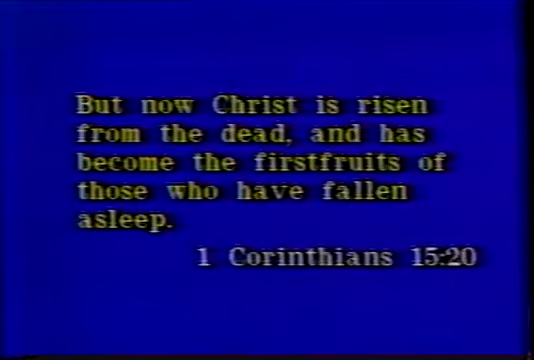 But now Christ is risen
from the dead, and has
become the firstfruits of
those who have fallen
asleep.
1 Corinthians 15:20